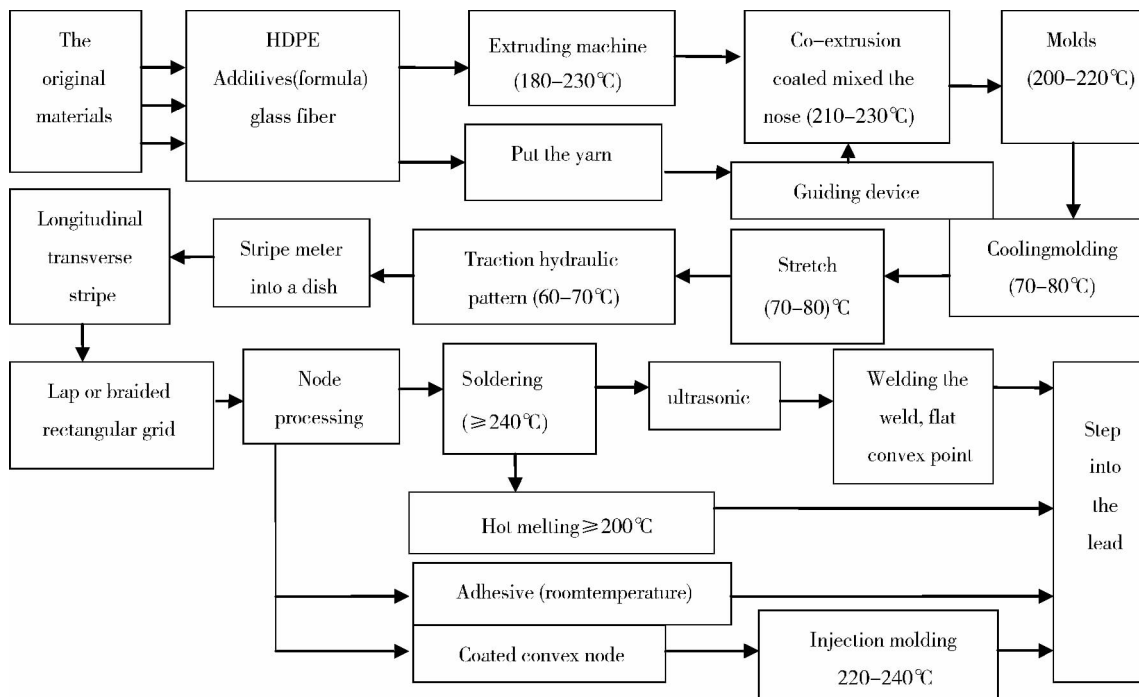 The
original
materials
HDPE
Additives(formula)
glass fiber
Extruding machine
(180–230℃)
Co–extrusion
coated mixed the
nose (210–230℃)
Molds
(200–220℃)
Put the yarn
Guiding device
Longitudinal
transverse
stripe
Stripe meter
into a dish
Traction hydraulic
pattern (60–70℃)
Stretch
(70–80)℃
Coolingmolding
(70–80℃)
Lap or braided
rectangular grid
Node
processing
Soldering
(≥240℃)
ultrasonic
Welding the
weld, flat
convex point
Step
into
the
lead
Hot melting≥200℃
Adhesive (roomtemperature)
Coated convex node
Injection molding
220–240℃